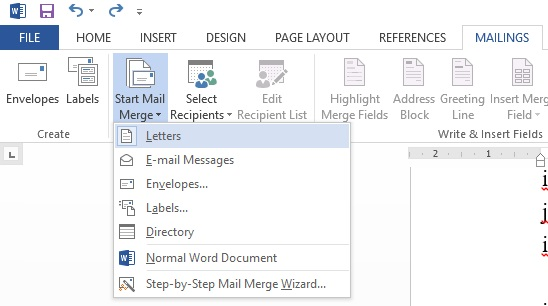 FILE HOME INSERT DESIGN PAGE LAYOUT REFERENCES MAILINGS
Envelopes Labels
Create
Start Mail
Merge
Select
Recipients
Edit
Recipient List
Highlight
Merge Fields
Address
Block
Greeting
Line
Insert Merge
Field
Write & Insert Fields
Letters
E-mail Messages
Envelopes...
Labels...
Directory
Normal Word Document
Step-by-Step Mail Merge Wizard...
L
2 1
i
j
i